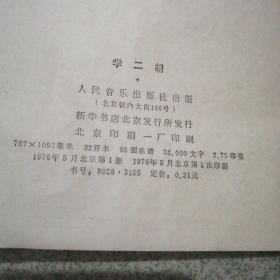 学二胡
*
人民音乐出版社出版
(北京朝内大街166号)
新华书店北京发行所发行
北京印刷一厂印刷
787×1092毫米 32开本 85面乐谱 32,000文字 2.75印张
1976年5月北京第1版 1976年5月北京第1次印刷
书号：8026·3195 定价：0.21元